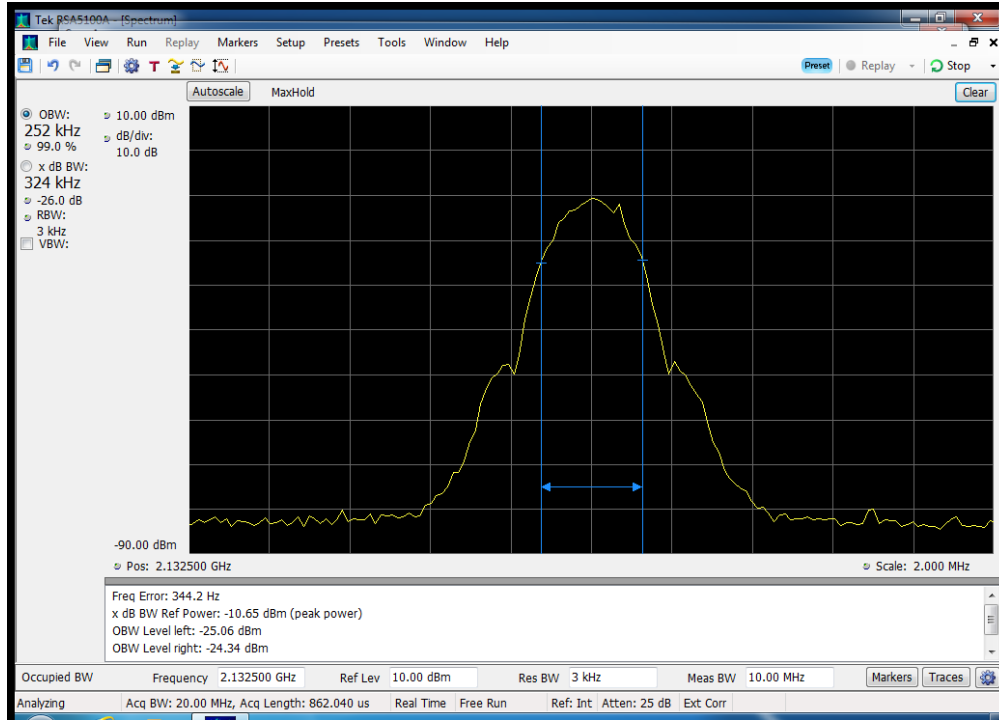 Tek RSA5100A - [Spectrum]
File View Run Replay Markers Setup Presets Tools Window Help
T Preset Replay Stop
Autoscale MaxHold Clear
OBW:
252 kHz
99.0 %
x dB BW:
324 kHz
-26.0 dB
RBW:
3 kHz
VBW:
10.00 dBm
dB/div:
10.0 dB
-90.00 dBm
Pos: 2.132500 GHz Scale: 2.000 MHz
Freq Error: 344.2 Hz
x dB BW Ref Power: -10.65 dBm (peak power)
OBW Level left: -25.06 dBm
OBW Level right: -24.34 dBm
Occupied BW Frequency 2.132500 GHz Ref Lev 10.00 dBm Res BW 3 kHz Meas BW 10.00 MHz Markers Traces
Analyzing Acq BW: 20.00 MHz, Acq Length: 862.040 us Real Time Free Run Ref: Int Atten: 25 dB Ext Corr